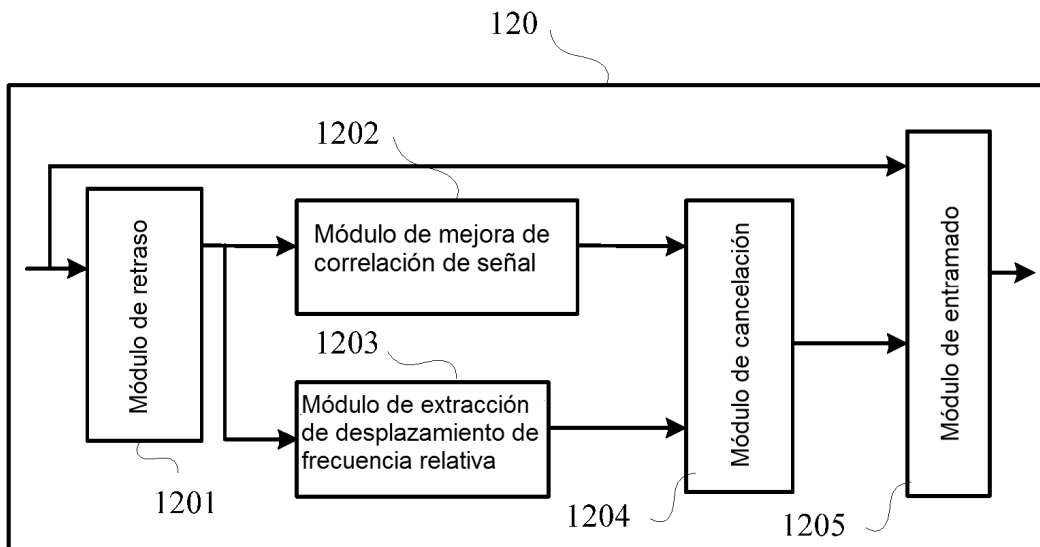 120
1202
Módulo de retraso
Módulo de mejora de
correlación de señal
1203
Módulo de extracción
de desplazamiento de
frecuencia relativa
Módulo de cancelación
Módulo de entramado
1201
1204
1205